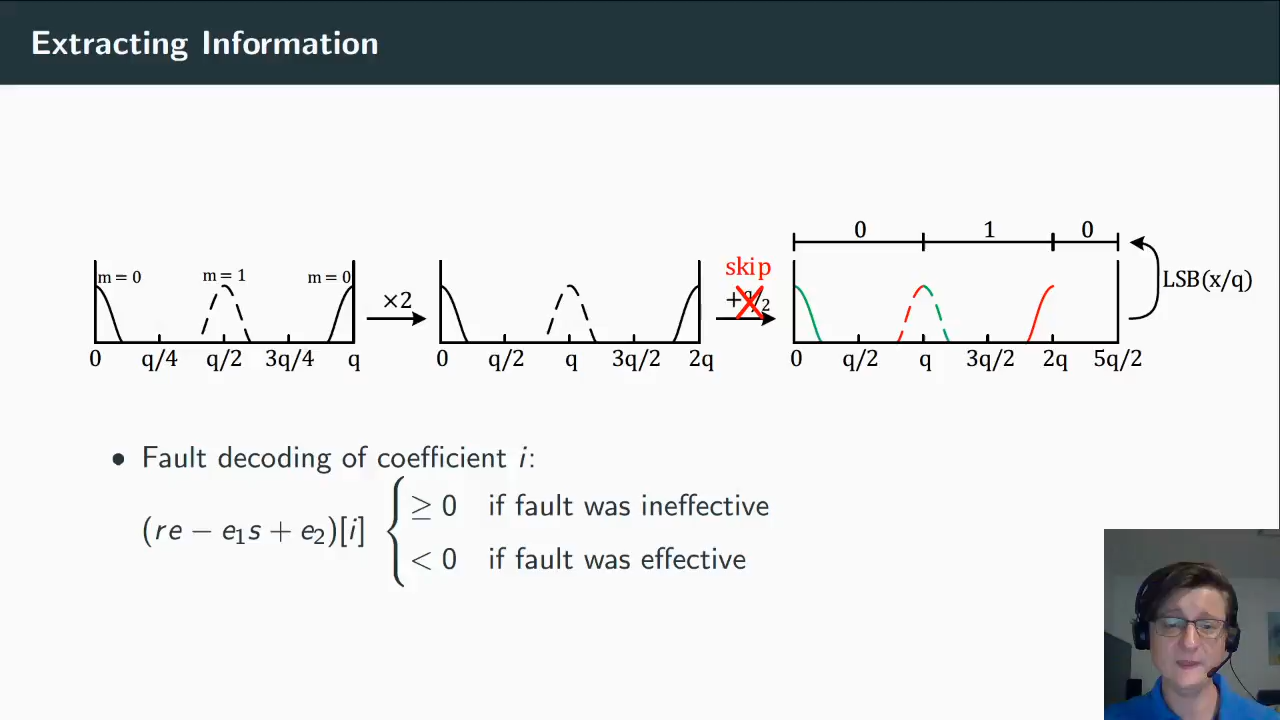 Extracting Information
0 1 0
skip
m = 0 m = 1 m = 0 ×2 +q/2 LSB(x/q)
0 q/4 q/2 3q/4 q 0 q/2 q 3q/2 2q 0 q/2 q 3q/2 2q 5q/2
• Fault decoding of coefficient i:
(re − e₁s + e₂)[i] { ≥ 0 if fault was ineffective
< 0 if fault was effective